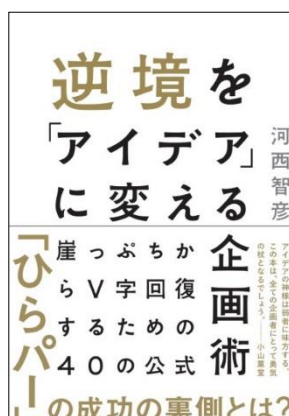 逆境を
「アイデア」
に変える
企画術
河西智彦
アイデアの神様は弱者に味方する。
この本は、全ての企画者にとって勇気
の杖となるでしょう。——小山薫堂
崖っぷちか
らV字回復
するための
40の公式
「ひらパー」
の成功の裏側とは?